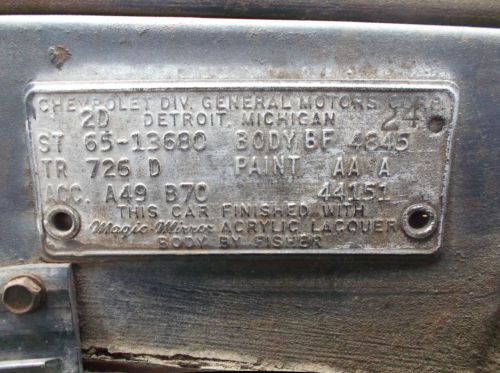 CHEVROLET DIV. GENERAL MOTORS CORP.
2D DETROIT, MICHIGAN 24
ST 65-13680 BODY BF 4845
TR 726 D PAINT AA A
ACC. A49 B70 44151
THIS CAR FINISHED WITH
Magic-Mirror ACRYLIC LACQUER
BODY BY FISHER